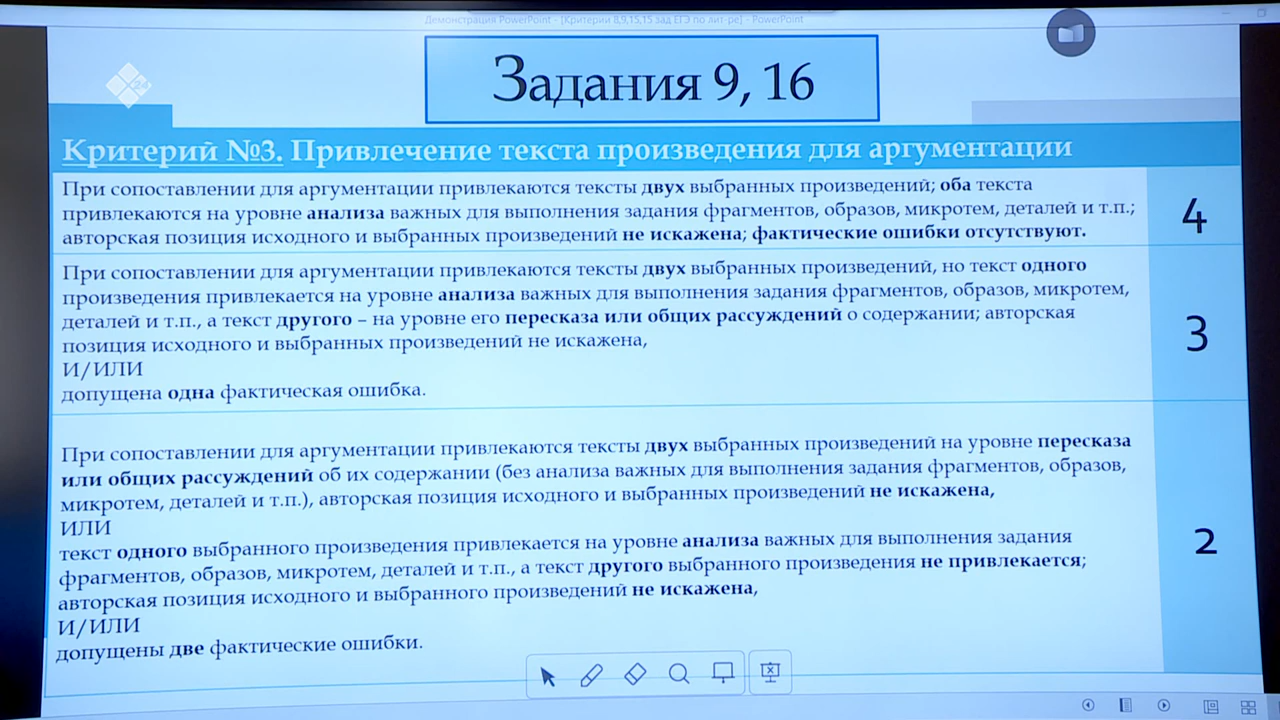 Демонстрация PowerPoint - [Критерии 8,9,15,15 зад ЕГЭ по лит-ре] - PowerPoint
24
Задания 9, 16
Критерий №3. Привлечение текста произведения для аргументации
При сопоставлении для аргументации привлекаются тексты двух выбранных произведений; оба текста
привлекаются на уровне анализа важных для выполнения задания фрагментов, образов, микротем, деталей и т.п.;
авторская позиция исходного и выбранных произведений не искажена; фактические ошибки отсутствуют.
4
При сопоставлении для аргументации привлекаются тексты двух выбранных произведений, но текст одного
произведения привлекается на уровне анализа важных для выполнения задания фрагментов, образов, микротем,
деталей и т.п., а текст другого – на уровне его пересказа или общих рассуждений о содержании; авторская
позиция исходного и выбранных произведений не искажена,
И/ИЛИ
допущена одна фактическая ошибка.
3
При сопоставлении для аргументации привлекаются тексты двух выбранных произведений на уровне пересказа
или общих рассуждений об их содержании (без анализа важных для выполнения задания фрагментов, образов,
микротем, деталей и т.п.), авторская позиция исходного и выбранных произведений не искажена,
ИЛИ
текст одного выбранного произведения привлекается на уровне анализа важных для выполнения задания
фрагментов, образов, микротем, деталей и т.п., а текст другого выбранного произведения не привлекается;
авторская позиция исходного и выбранного произведений не искажена,
И/ИЛИ
допущены две фактические ошибки.
2